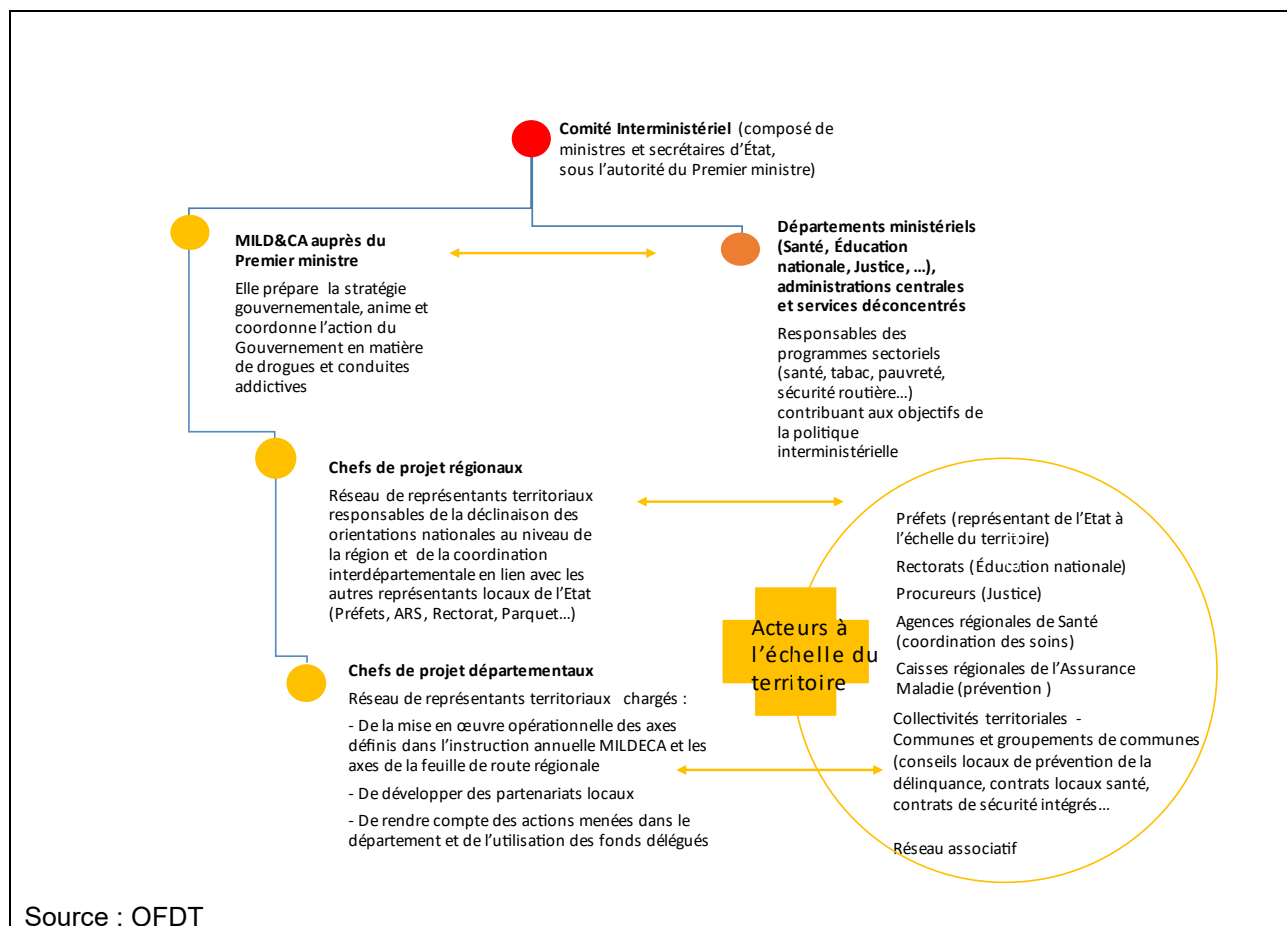 Comité Interministériel (composé de
ministres et secrétaires d’État,
sous l’autorité du Premier ministre)
MILD&CA auprès du
Premier ministre
Elle prépare la stratégie
gouvernementale, anime et
coordonne l’action du
Gouvernement en matière
de drogues et conduites
addictives
Départements ministériels
(Santé, Éducation
nationale, Justice, …),
administrations centrales
et services déconcentrés
Responsables des
programmes sectoriels
(santé, tabac, pauvreté,
sécurité routière…)
contribuant aux objectifs de
la politique
interministérielle
Chefs de projet régionaux
Réseau de représentants territoriaux
responsables de la déclinaison des
orientations nationales au niveau de
la région et de la coordination
interdépartementale en lien avec les
autres représentants locaux de l’Etat
(Préfets, ARS, Rectorat, Parquet…)
Chefs de projet départementaux
Réseau de représentants territoriaux chargés :
- De la mise en œuvre opérationnelle des axes
définis dans l’instruction annuelle MILDECA et les
axes de la feuille de route régionale
- De développer des partenariats locaux
- De rendre compte des actions menées dans le
département et de l’utilisation des fonds délégués
Acteurs à
l’échelle du
territoire
Préfets (représentant de l’Etat à
l’échelle du territoire)
Rectorats (Éducation nationale)
Procureurs (Justice)
Agences régionales de Santé
(coordination des soins)
Caisses régionales de l’Assurance
Maladie (prévention )
Collectivités territoriales -
Communes et groupements de communes
(conseils locaux de prévention de la
délinquance, contrats locaux santé,
contrats de sécurité intégrés…
Réseau associatif
Source : OFDT